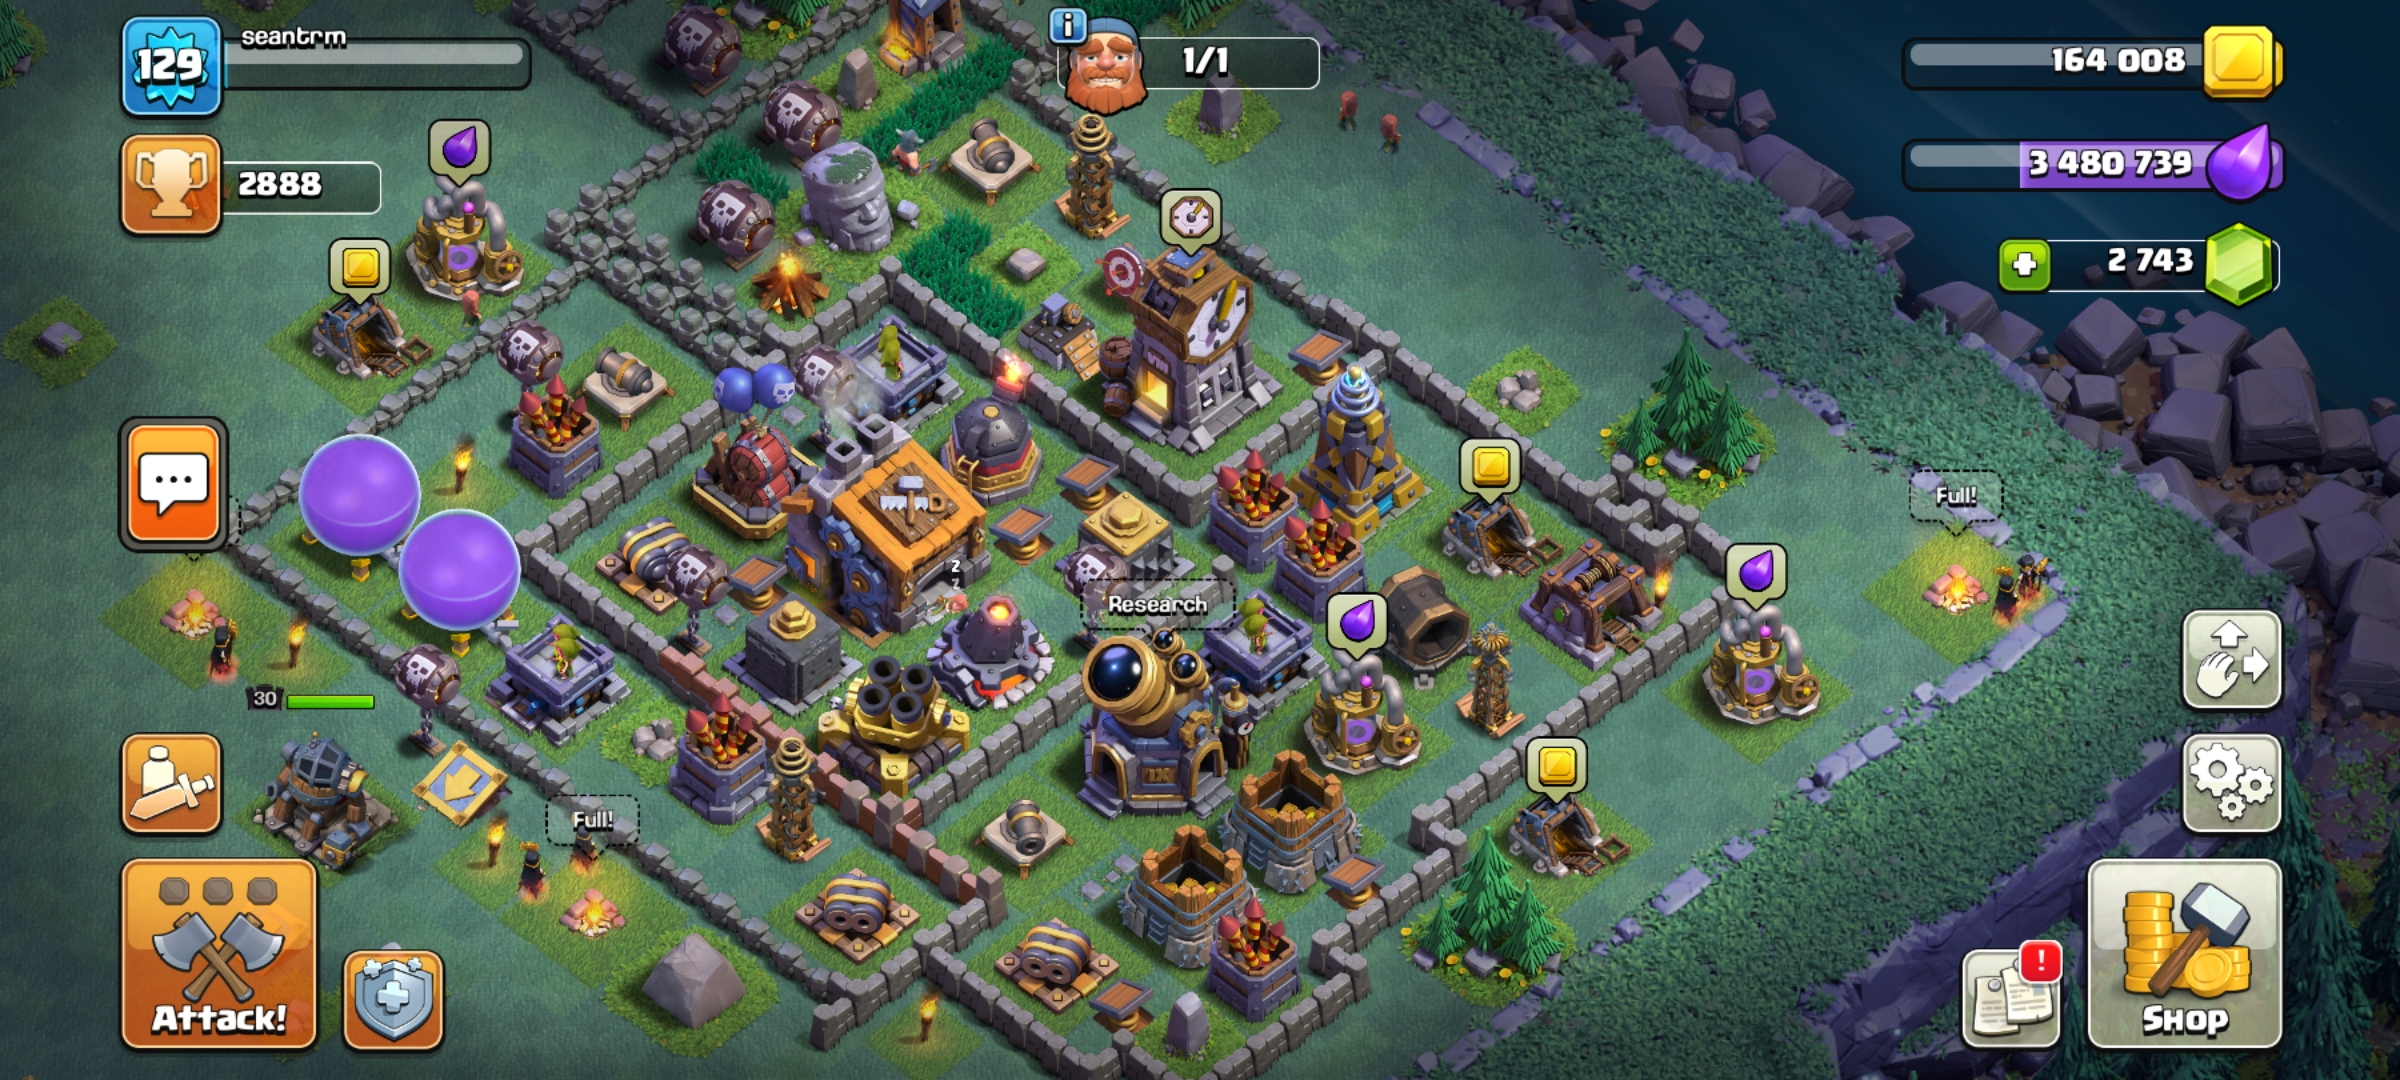 seantrm
129
1/1
164 008
2888
3 480 739
2 743
Full!
z
z
Research
30
Full!
Attack!
!
Shop